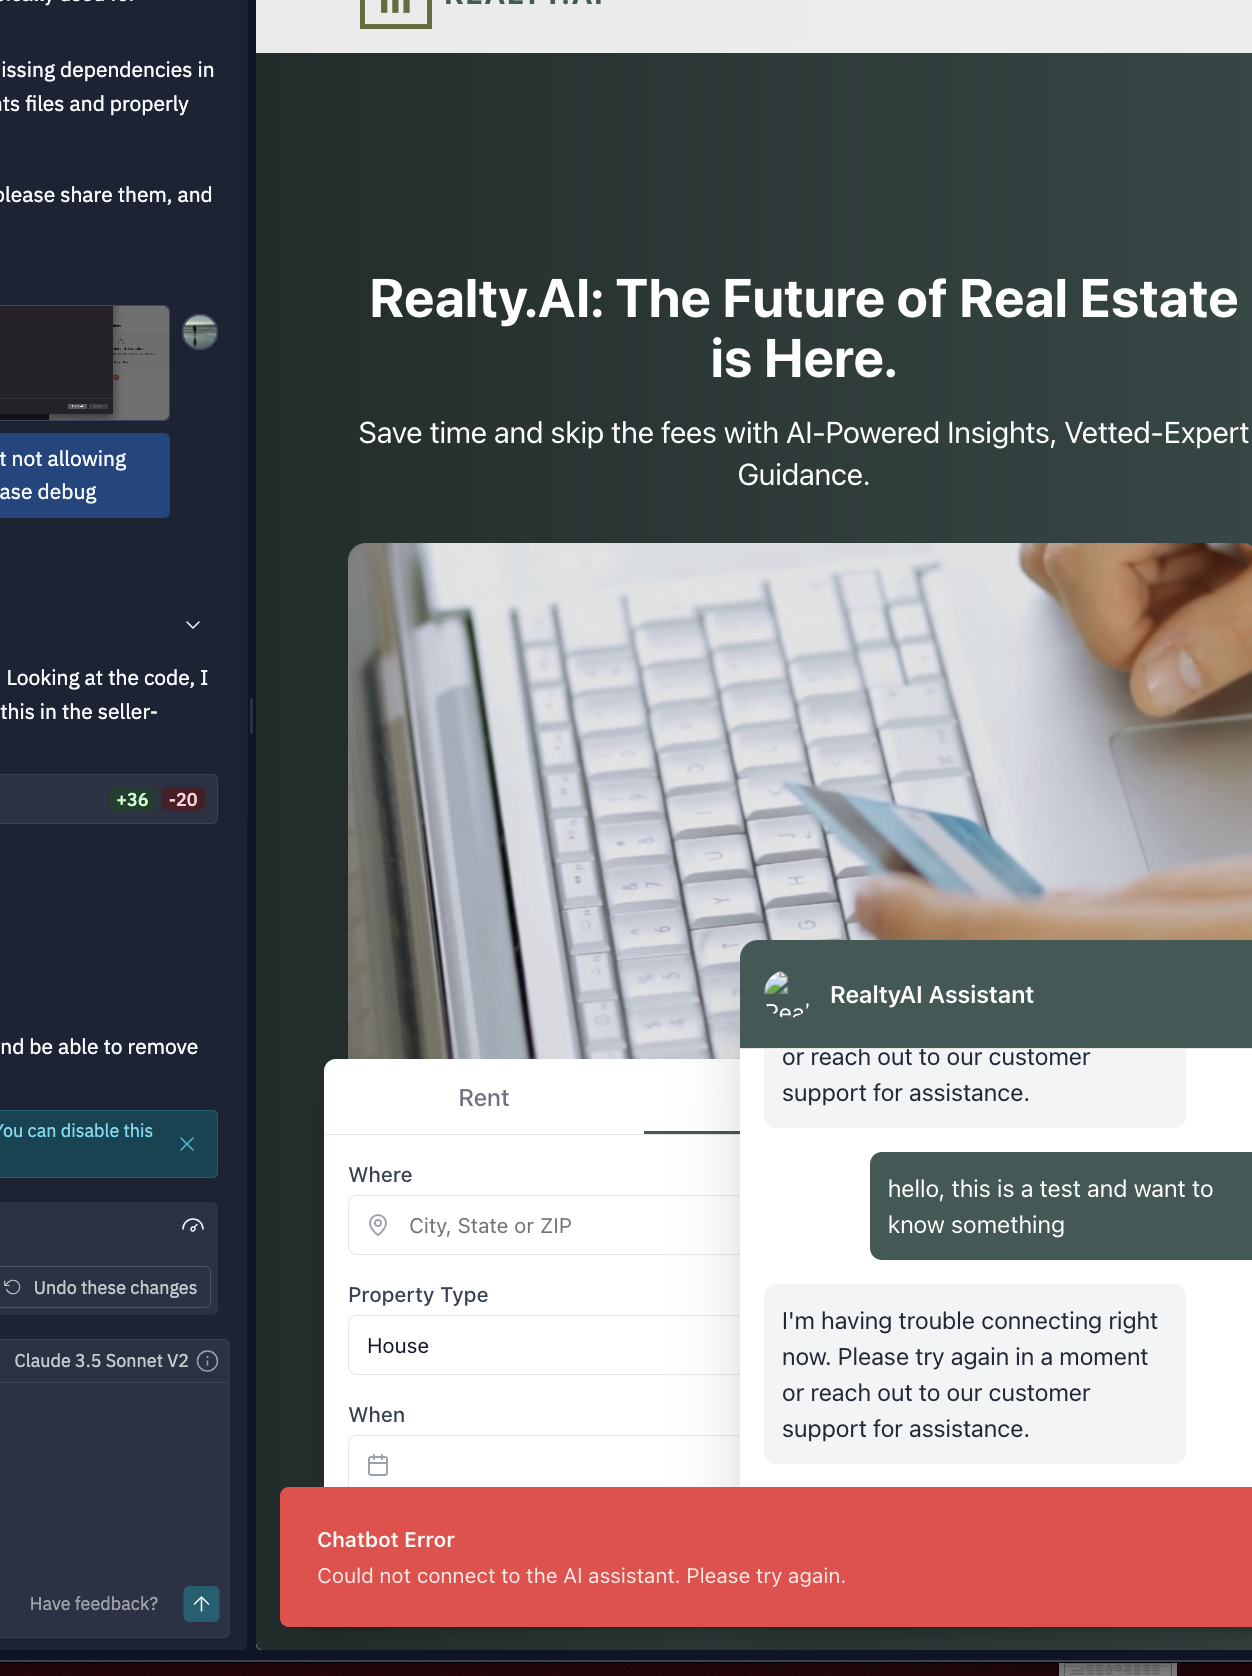 issing dependencies in
nts files and properly
please share them, and
t not allowing
ase debug
Looking at the code, I
this in the seller-
+36 -20
nd be able to remove
You can disable this
Undo these changes
Claude 3.5 Sonnet V2
Have feedback?
REALTY.AI
Realty.AI: The Future of Real Estate
is Here.
Save time and skip the fees with AI-Powered Insights, Vetted-Expert
Guidance.
Rent
Where
City, State or ZIP
Property Type
House
When
RealtyAI Assistant
or reach out to our customer
support for assistance.
hello, this is a test and want to
know something
I'm having trouble connecting right
now. Please try again in a moment
or reach out to our customer
support for assistance.
Chatbot Error
Could not connect to the AI assistant. Please try again.